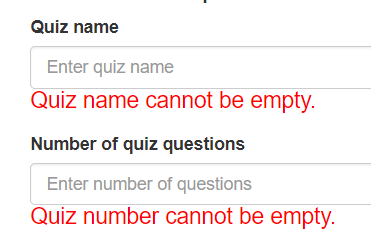 Quiz name
Enter quiz name
Quiz name cannot be empty.
Number of quiz questions
Enter number of questions
Quiz number cannot be empty.